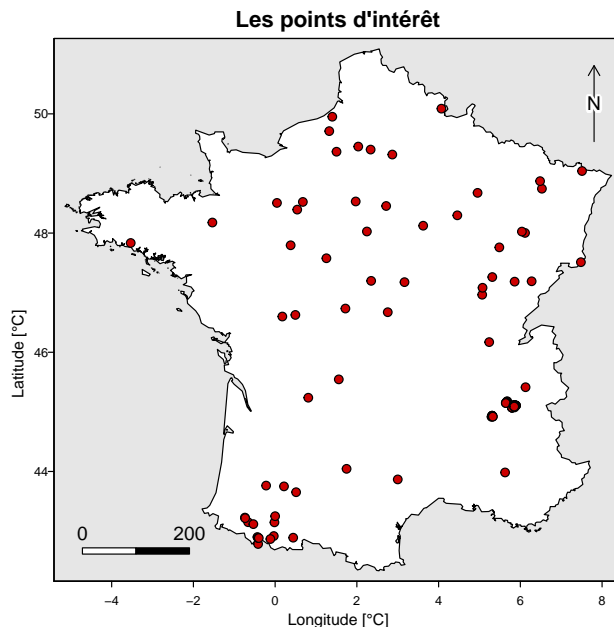 Les points d'intérêt
N
50
48
46
44
Latitude [°C]
0 200
−4 −2 0 2 4 6 8
Longitude [°C]